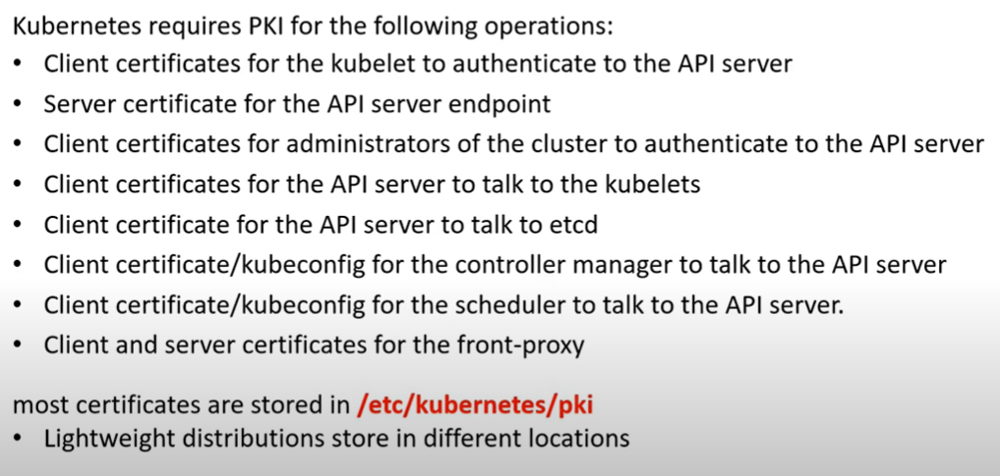 Kubernetes requires PKI for the following operations:
• Client certificates for the kubelet to authenticate to the API server
• Server certificate for the API server endpoint
• Client certificates for administrators of the cluster to authenticate to the API server
• Client certificates for the API server to talk to the kubelets
• Client certificate for the API server to talk to etcd
• Client certificate/kubeconfig for the controller manager to talk to the API server
• Client certificate/kubeconfig for the scheduler to talk to the API server.
• Client and server certificates for the front-proxy
most certificates are stored in /etc/kubernetes/pki
• Lightweight distributions store in different locations